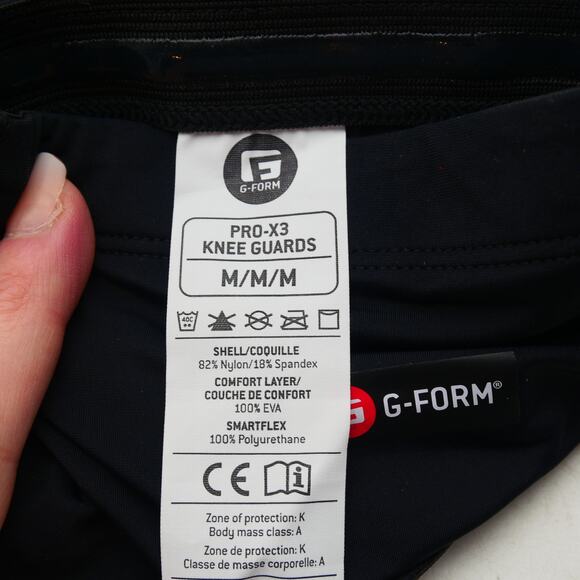 G-FORM
PRO-X3
KNEE GUARDS
M/M/M
40C
SHELL/COQUILLE
82% Nylon/18% Spandex
COMFORT LAYER/
COUCHE DE CONFORT
100% EVA
SMARTFLEX
100% Polyurethane
G-FORM®
CE
Zone of protection: K
Body mass class: A
Zone de protection: K
Classe de masse corporelle: A